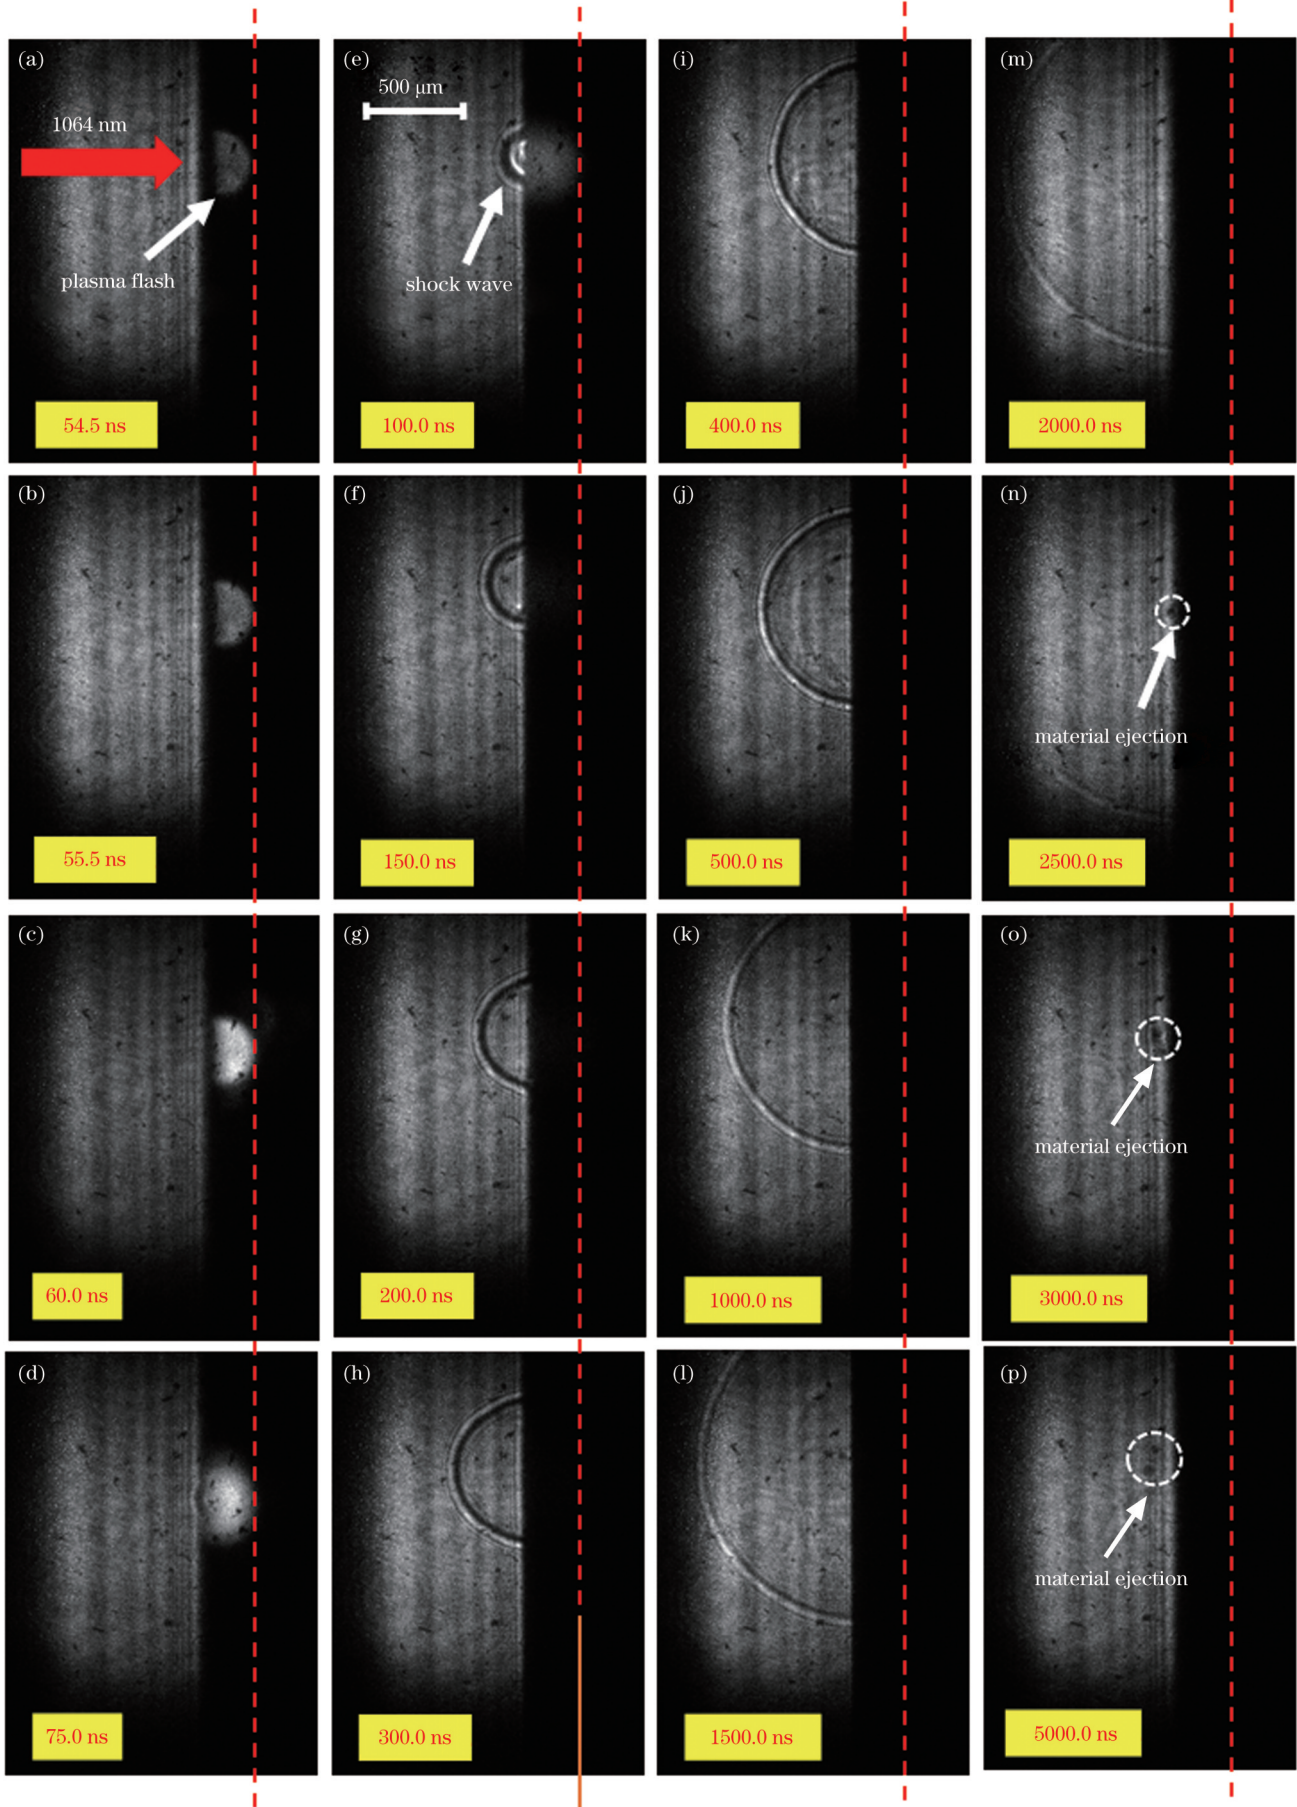 (a)
1064 nm
plasma flash
54.5 ns
(e)
500 μm
shock wave
100.0 ns
(i)
400.0 ns
(m)
2000.0 ns
(b)
55.5 ns
(f)
150.0 ns
(j)
500.0 ns
(n)
material ejection
2500.0 ns
(c)
60.0 ns
(g)
200.0 ns
(k)
1000.0 ns
(o)
material ejection
3000.0 ns
(d)
75.0 ns
(h)
300.0 ns
(l)
1500.0 ns
(p)
material ejection
5000.0 ns